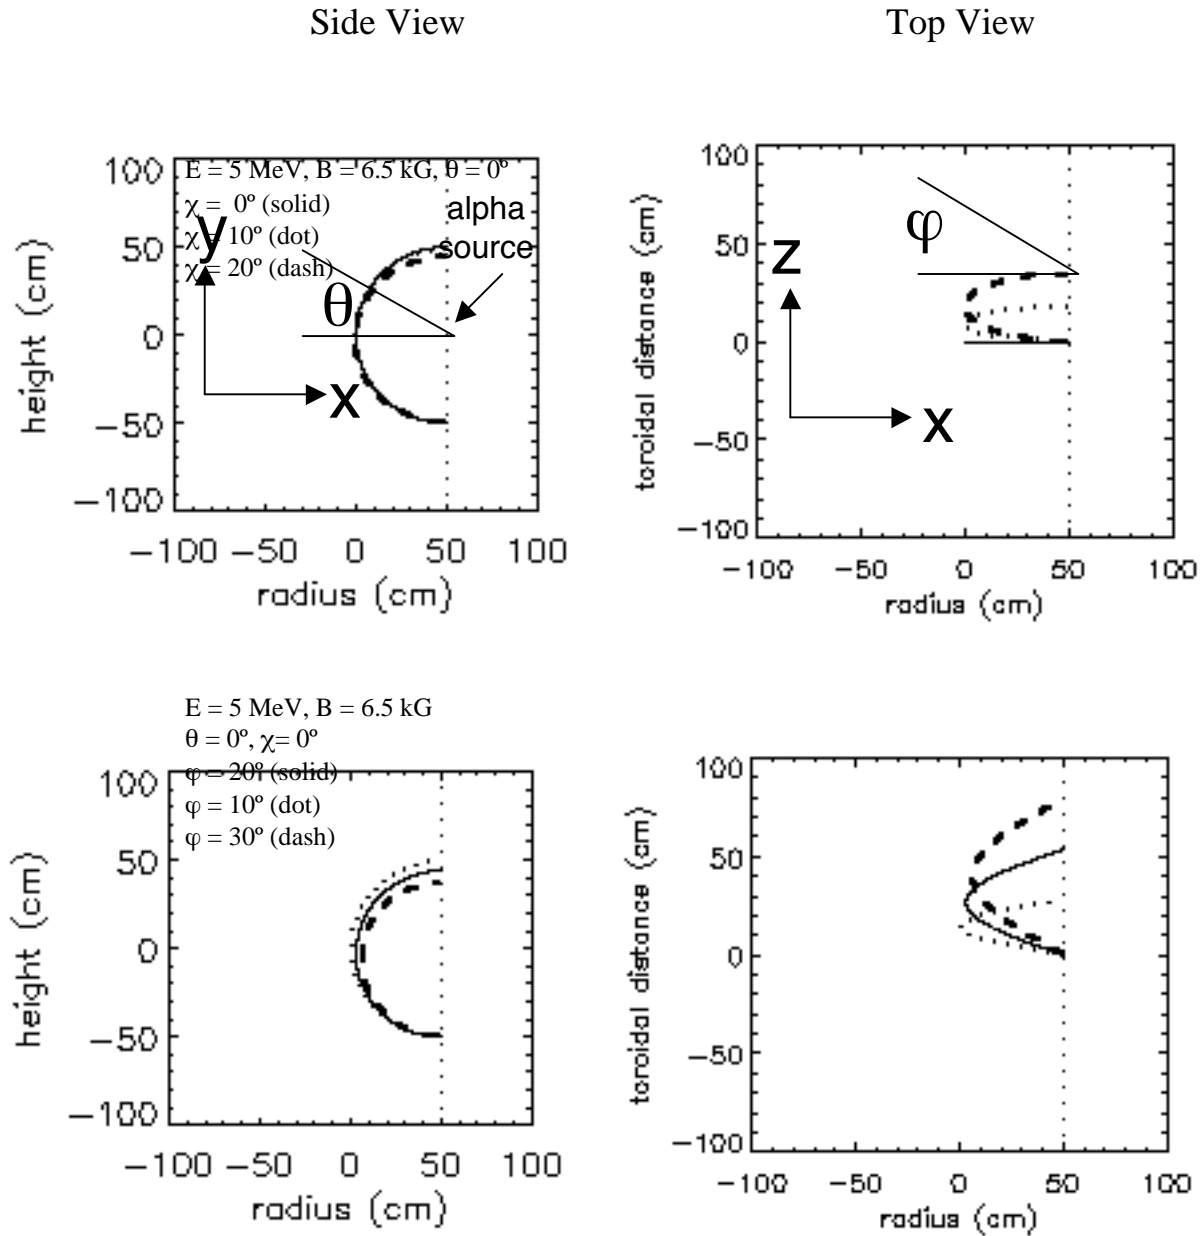 Side View
Top View
E = 5 MeV, B = 6.5 kG, θ = 0º
χ = 0º (solid)
χ = 10º (dot)
χ = 20º (dash)
alpha
source
y
x
θ
100
50
0
−50
−100
height (cm)
−100 −50 0 50 100
radius (cm)
φ
z
x
100
50
0
−50
−100
toroidal distance (cm)
−100 −50 0 50 100
radius (cm)
E = 5 MeV, B = 6.5 kG
θ = 0º, χ= 0º
φ = 20º (solid)
φ = 10º (dot)
φ = 30º (dash)
100
50
0
−50
−100
height (cm)
−100 −50 0 50 100
radius (cm)
100
50
0
−50
−100
toroidal distance (cm)
−100 −50 0 50 100
radius (cm)